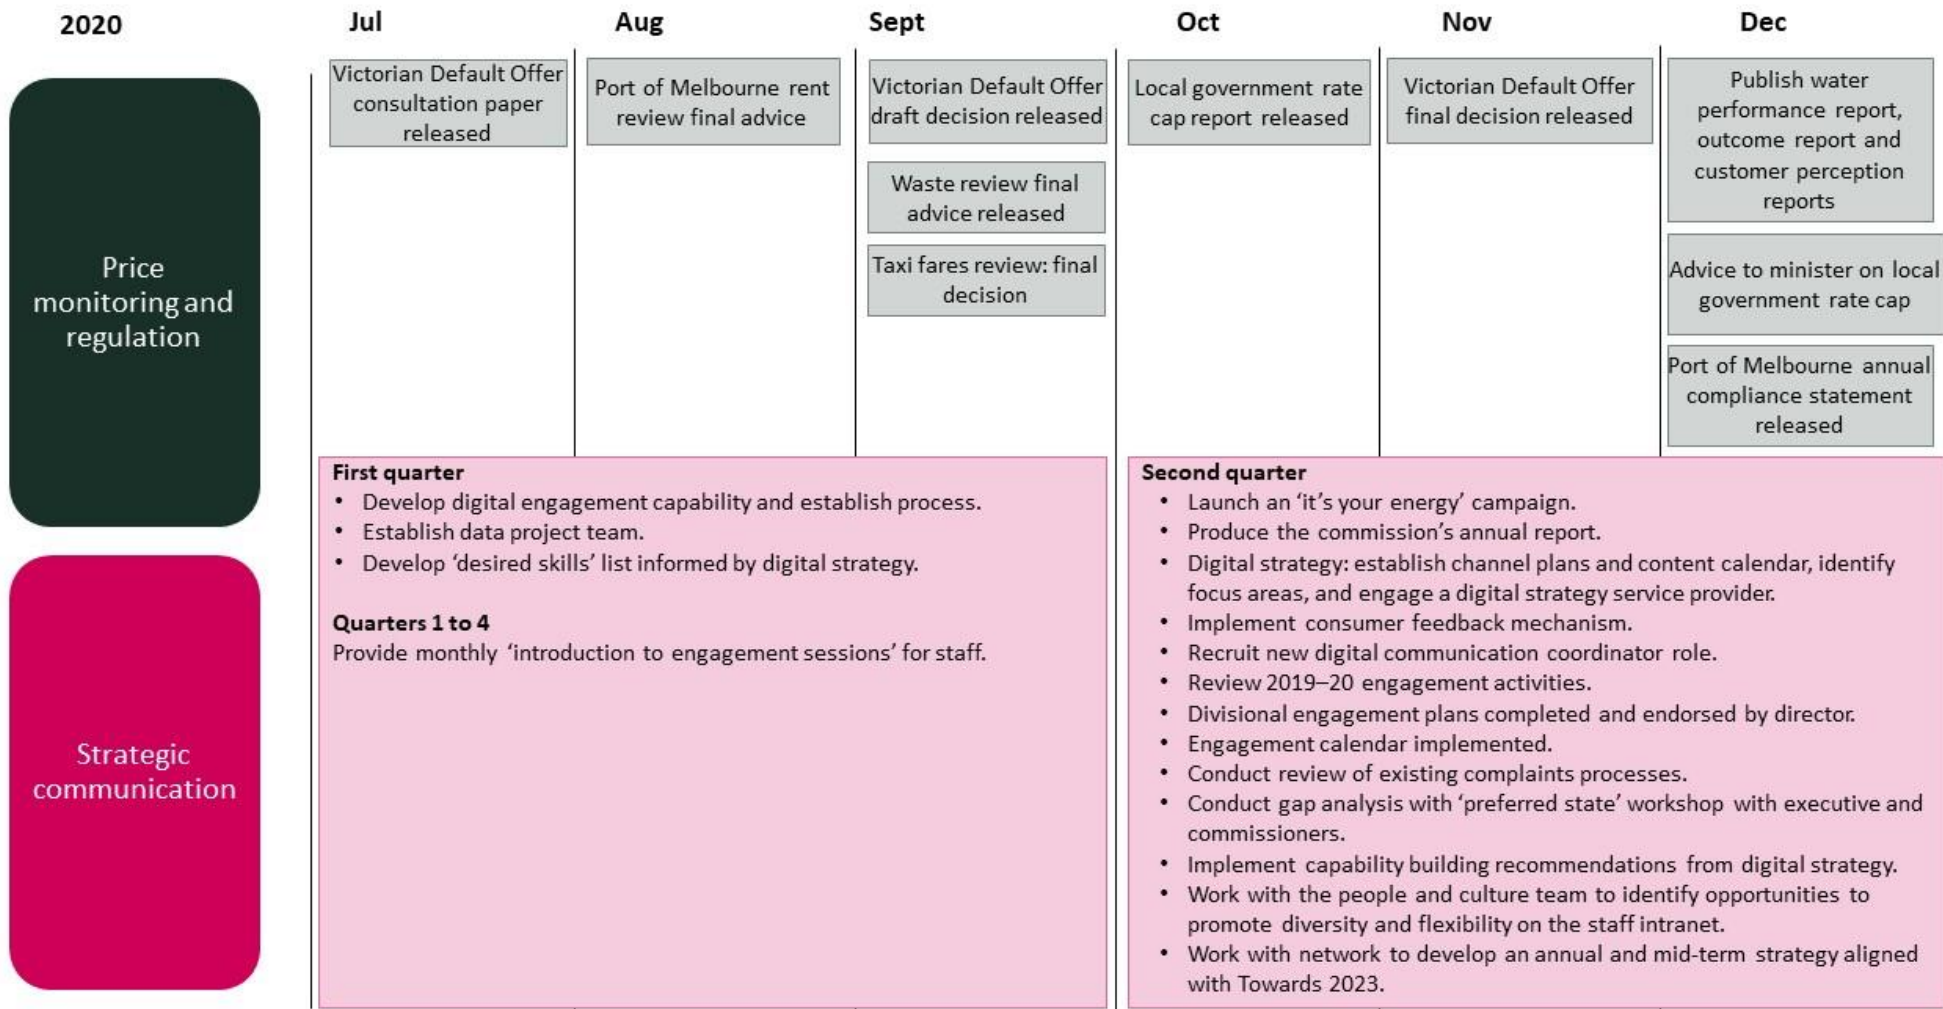 2020
Jul
Aug
Sept
Oct
Nov
Dec
Price
monitoring and
regulation
Victorian Default Offer
consultation paper
released
Port of Melbourne rent
review final advice
Victorian Default Offer
draft decision released
Waste review final
advice released
Taxi fares review: final
decision
Local government rate
cap report released
Victorian Default Offer
final decision released
Publish water
performance report,
outcome report and
customer perception
reports
Advice to minister on local
government rate cap
Port of Melbourne annual
compliance statement
released
Strategic
communication
First quarter
• Develop digital engagement capability and establish process.
• Establish data project team.
• Develop ‘desired skills’ list informed by digital strategy.
Quarters 1 to 4
Provide monthly ‘introduction to engagement sessions’ for staff.
Second quarter
• Launch an ‘it’s your energy’ campaign.
• Produce the commission’s annual report.
• Digital strategy: establish channel plans and content calendar, identify
focus areas, and engage a digital strategy service provider.
• Implement consumer feedback mechanism.
• Recruit new digital communication coordinator role.
• Review 2019–20 engagement activities.
• Divisional engagement plans completed and endorsed by director.
• Engagement calendar implemented.
• Conduct review of existing complaints processes.
• Conduct gap analysis with ‘preferred state’ workshop with executive and
commissioners.
• Implement capability building recommendations from digital strategy.
• Work with the people and culture team to identify opportunities to
promote diversity and flexibility on the staff intranet.
• Work with network to develop an annual and mid-term strategy aligned
with Towards 2023.